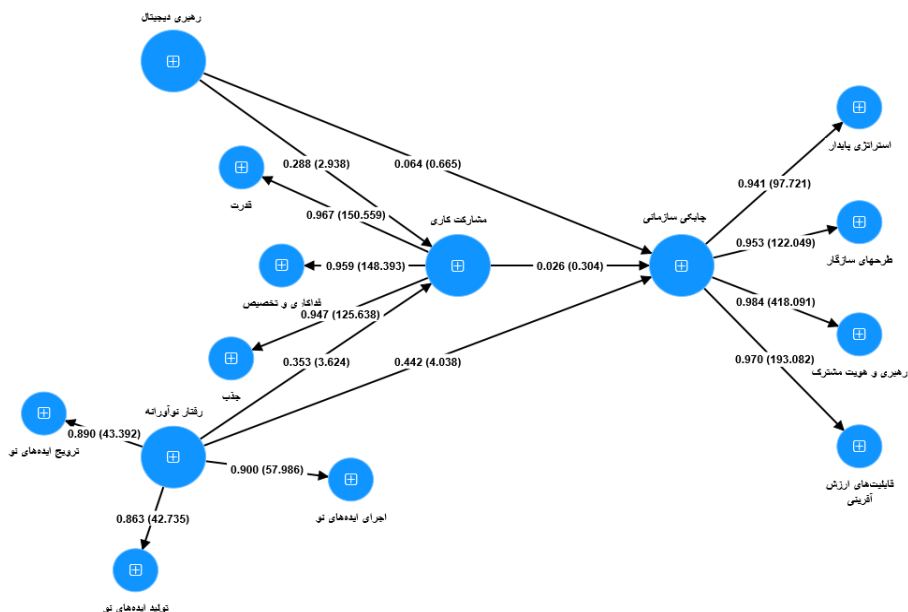 رهبری دیجیتال
استراتژی پایدار
0.288 (2.938)
0.064 (0.665)
قدرت
0.941 (97.721)
0.967 (150.559)
مشارکت کاری
چابکی سازمانی
طرحهای سازگار
0.953 (122.049)
0.959 (148.393)
0.026 (0.304)
فداکاری و تخصیص
0.947 (125.638)
0.984 (418.091)
رهبری و هویت مشترک
0.353 (3.624)
0.442 (4.038)
0.970 (193.082)
جذب
رفتار نوآورانه
0.890 (43.392)
ترویج ایده‌های نو
0.900 (57.986)
قابلیت‌های ارزش
آفرینی
اجرای ایده‌های نو
0.863 (42.735)
تولید ایده‌های نو